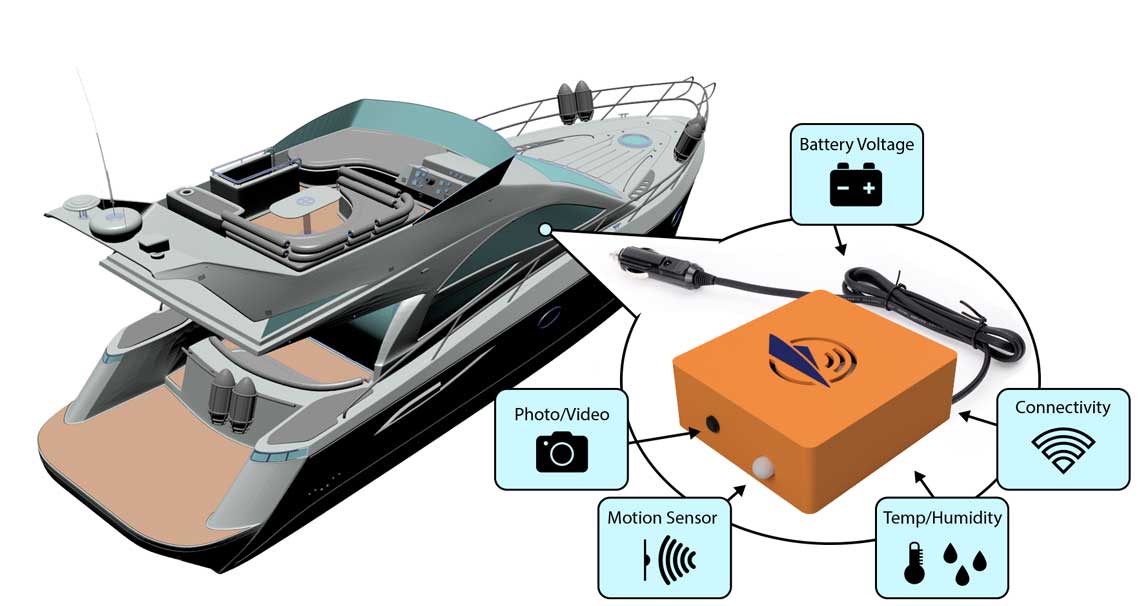 Battery Voltage
Photo/Video
Connectivity
Motion Sensor
Temp/Humidity